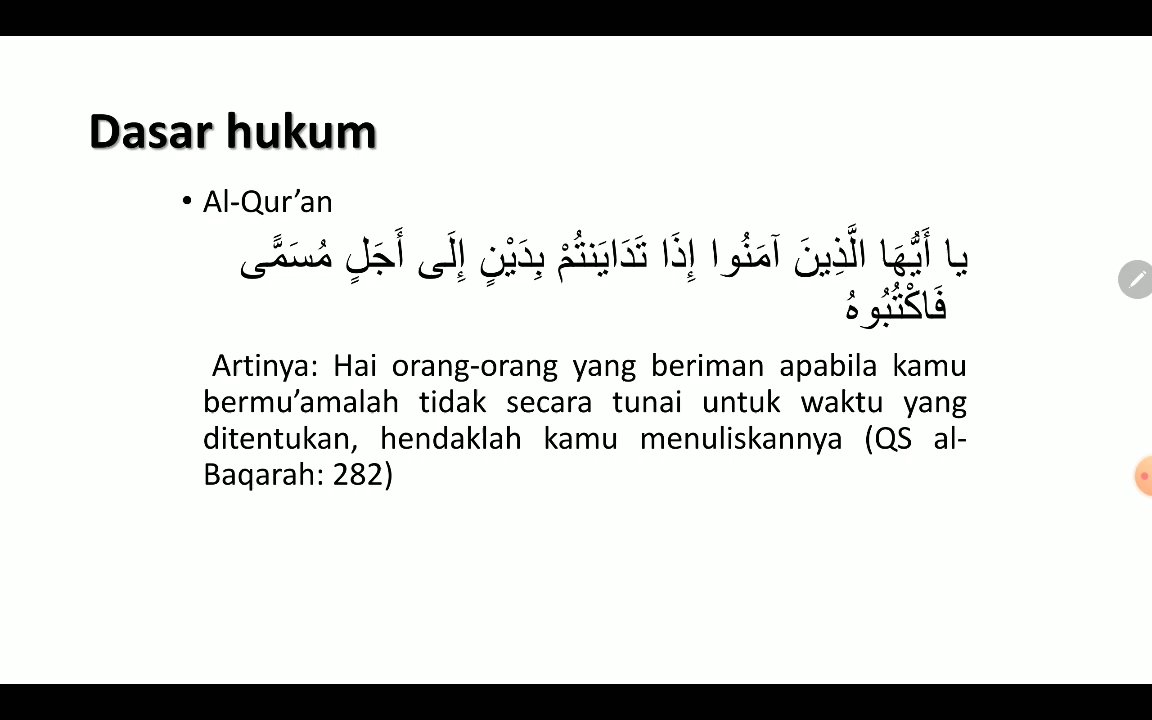 Dasar hukum
• Al-Qur’an
يا أَيُّهَا الَّذِينَ آمَنُوا إِذَا تَدَايَنتُمْ بِدَيْنٍ إِلَى أَجَلٍ مُسَمًّى
فَاكْتُبُوهُ
Artinya: Hai orang-orang yang beriman apabila kamu
bermu’amalah tidak secara tunai untuk waktu yang
ditentukan, hendaklah kamu menuliskannya (QS al-
Baqarah: 282)